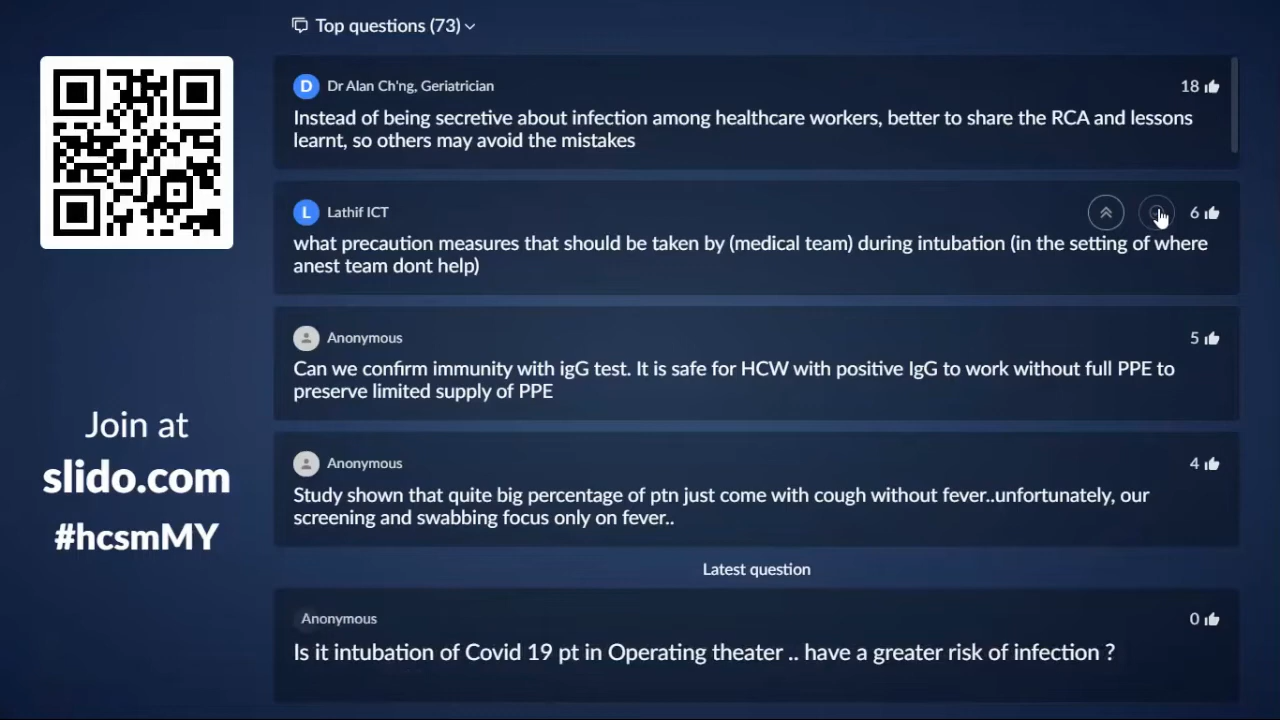 Top questions (73)
D Dr Alan Ch'ng, Geriatrician 18
Instead of being secretive about infection among healthcare workers, better to share the RCA and lessons
learnt, so others may avoid the mistakes
L Lathif ICT 6
what precaution measures that should be taken by (medical team) during intubation (in the setting of where
anest team dont help)
Anonymous 5
Can we confirm immunity with igG test. It is safe for HCW with positive IgG to work without full PPE to
preserve limited supply of PPE
Anonymous 4
Study shown that quite big percentage of ptn just come with cough without fever..unfortunately, our
screening and swabbing focus only on fever..
Latest question
Anonymous 0
Is it intubation of Covid 19 pt in Operating theater .. have a greater risk of infection ?
Join at
slido.com
#hcsmMY